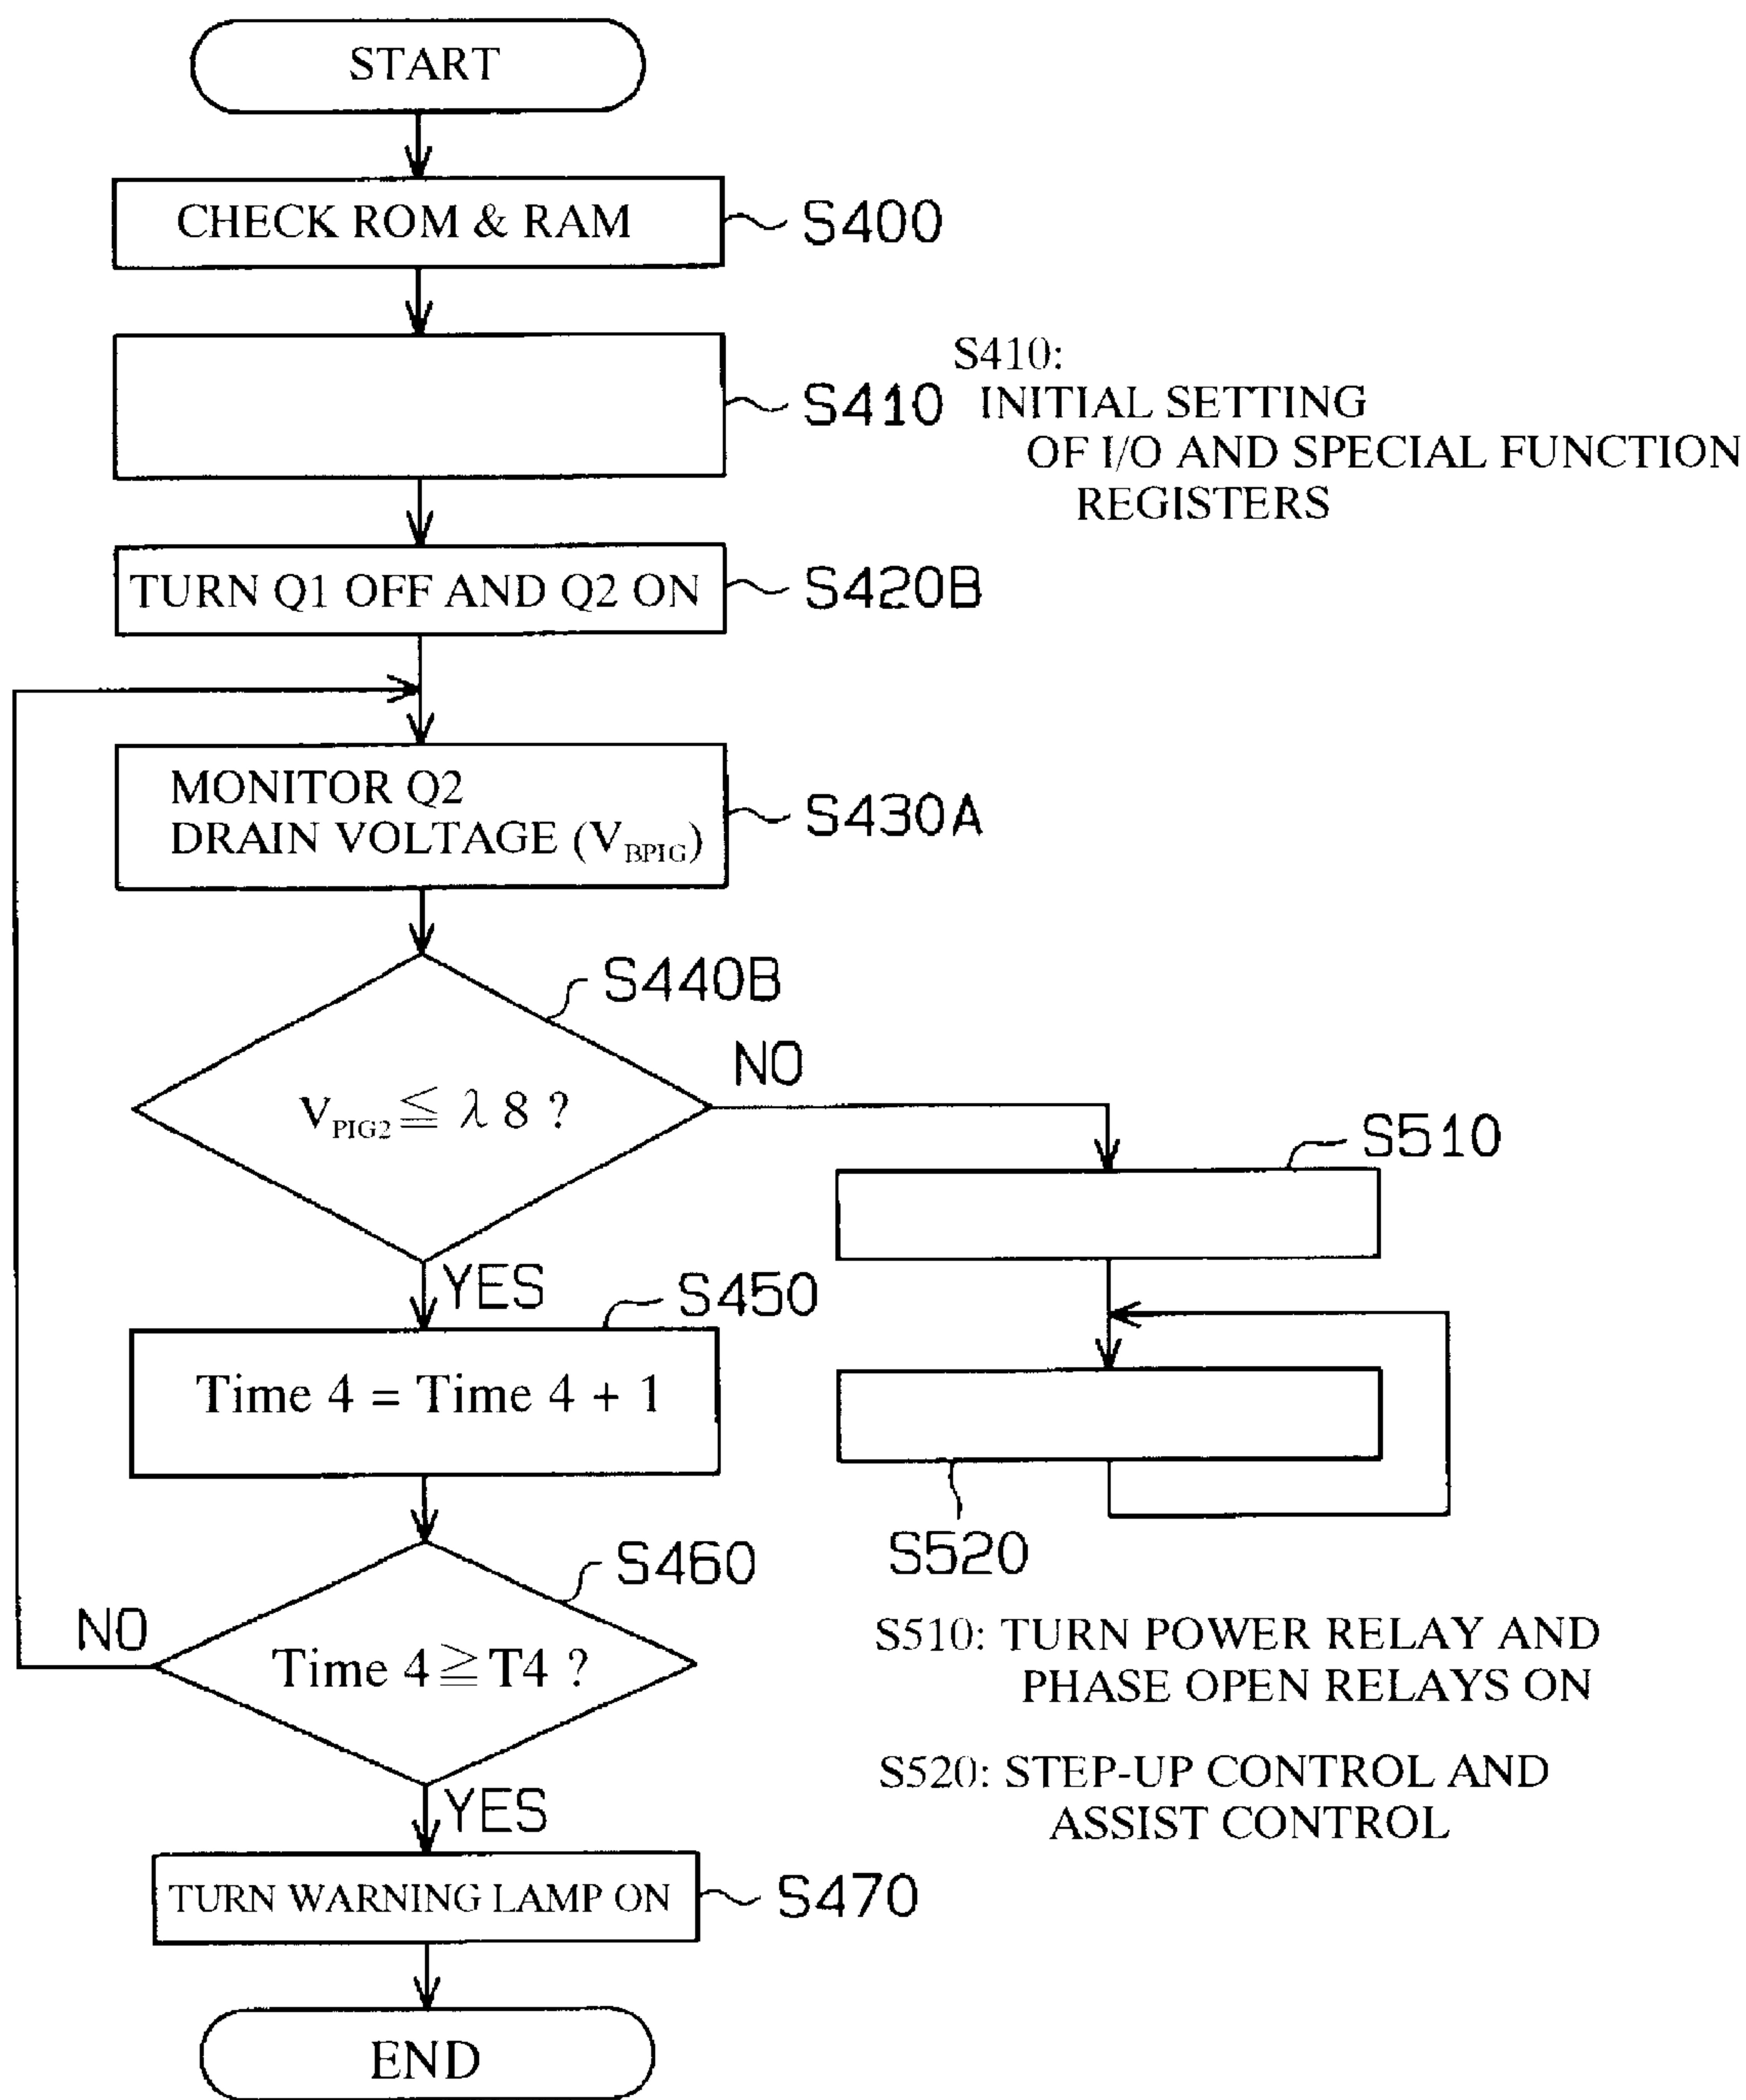 START
CHECK ROM & RAM
S400
S410
S410:
INITIAL SETTING
OF I/O AND SPECIAL FUNCTION
REGISTERS
TURN Q1 OFF AND Q2 ON
S420B
MONITOR Q2
DRAIN VOLTAGE (VBPIG)
S430A
S440B
VPIG2 ≦ λ 8 ?
NO
YES
S510
S450
Time 4 = Time 4 + 1
S520
S460
Time 4 ≧ T4 ?
NO
YES
S510: TURN POWER RELAY AND
PHASE OPEN RELAYS ON
S520: STEP-UP CONTROL AND
ASSIST CONTROL
TURN WARNING LAMP ON
S470
END